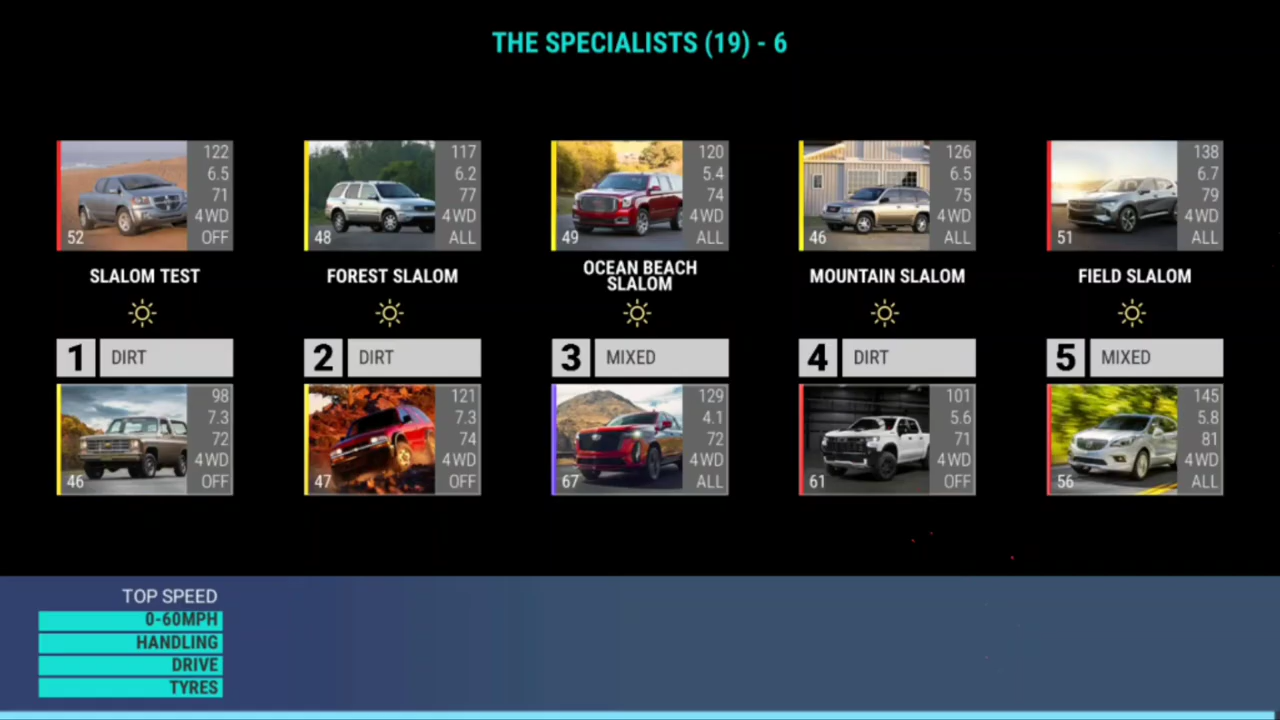 THE SPECIALISTS (19) - 6
122
6.5
71
4WD
OFF
52
117
6.2
77
4WD
ALL
48
120
5.4
74
4WD
ALL
49
126
6.5
75
4WD
ALL
46
138
6.7
79
4WD
ALL
51
SLALOM TEST
FOREST SLALOM
OCEAN BEACH
SLALOM
MOUNTAIN SLALOM
FIELD SLALOM
1 DIRT
2 DIRT
3 MIXED
4 DIRT
5 MIXED
98
7.3
72
4WD
OFF
46
121
7.3
74
4WD
OFF
47
129
4.1
72
4WD
ALL
67
101
5.6
71
4WD
OFF
61
145
5.8
81
4WD
ALL
56
TOP SPEED
0-60MPH
HANDLING
DRIVE
TYRES